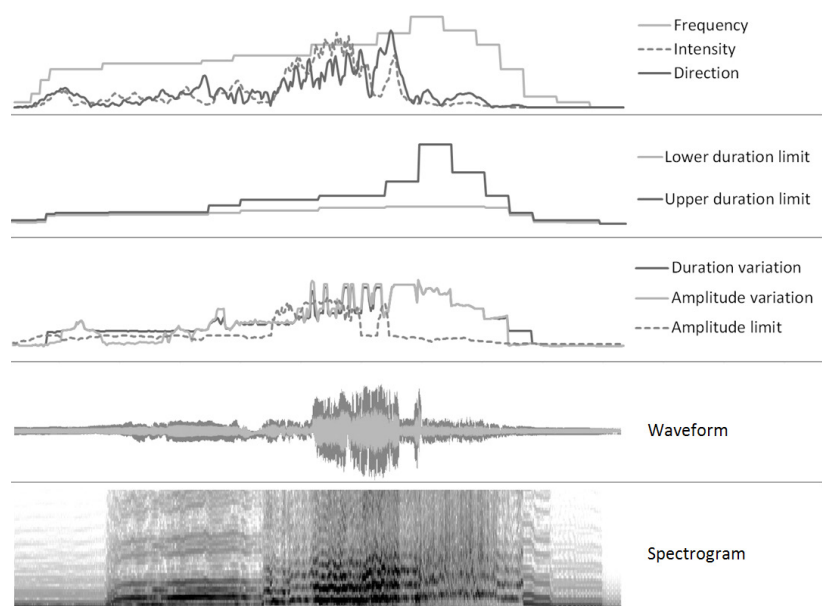 Frequency
Intensity
Direction
Lower duration limit
Upper duration limit
Duration variation
Amplitude variation
Amplitude limit
Waveform
Spectrogram